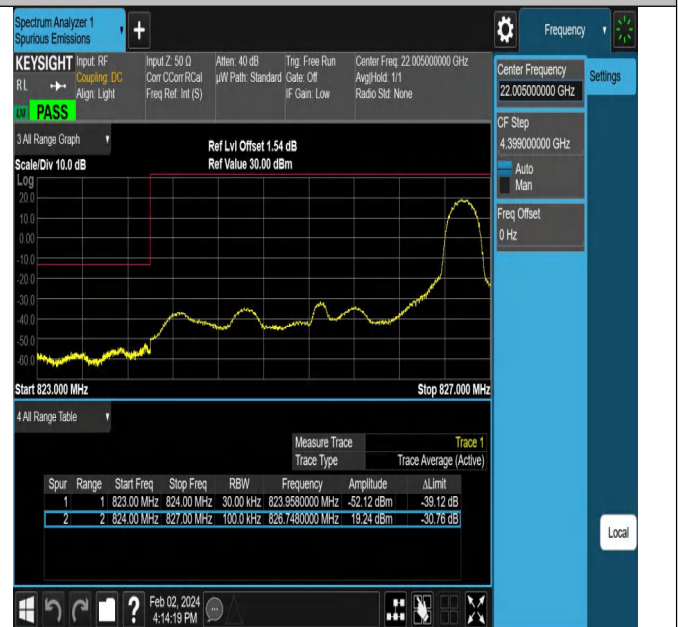 Spectrum Analyzer 1
Spurious Emissions
+
Frequency
KEYSIGHT
RL
Input: RF
Coupling: DC
Align: Light
Input Z: 50 Ω
Corr CCorr RCal
Freq Ref: Int (S)
Atten: 40 dB
µW Path: Standard
Trig: Free Run
Gate: Off
IF Gain: Low
Center Freq: 22.005000000 GHz
Avg|Hold: 1/1
Radio Std: None
PASS
Center Frequency
22.005000000 GHz
Settings
CF Step
4.399000000 GHz
Auto
Man
Freq Offset
0 Hz
3 All Range Graph
Scale/Div 10.0 dB
Ref Lvl Offset 1.54 dB
Ref Value 30.00 dBm
Log
20.0
10.0
0.00
-10.0
-20.0
-30.0
-40.0
-50.0
-60.0
Start 823.000 MHz
Stop 827.000 MHz
4 All Range Table
Measure Trace Trace 1
Trace Type Trace Average (Active)
Spur Range Start Freq Stop Freq RBW Frequency Amplitude ΔLimit
1 1 823.00 MHz 824.00 MHz 30.00 kHz 823.9580000 MHz -52.12 dBm -39.12 dB
2 2 824.00 MHz 827.00 MHz 100.0 kHz 826.7480000 MHz 19.24 dBm -30.76 dB
Local
?
Feb 02, 2024
4:14:19 PM